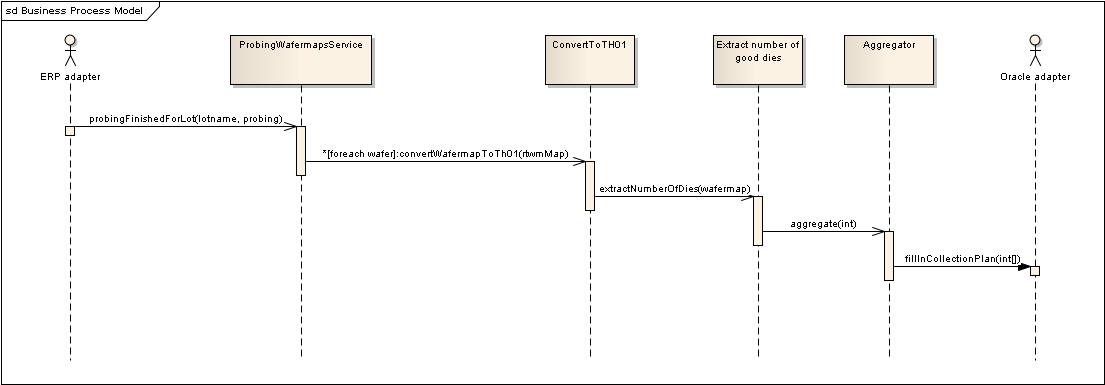 sd Business Process Model
ProbingWafermapsService
ConvertToTH01
Extract number of
good dies
Aggregator
ERP adapter
Oracle adapter
probingFinishedForLot(lotname, probing)
*[foreach wafer]:convertWafermapToTh01(rtwmMap)
extractNumberOfDies(wafermap)
aggregate(int)
fillInCollectionPlan(int[])